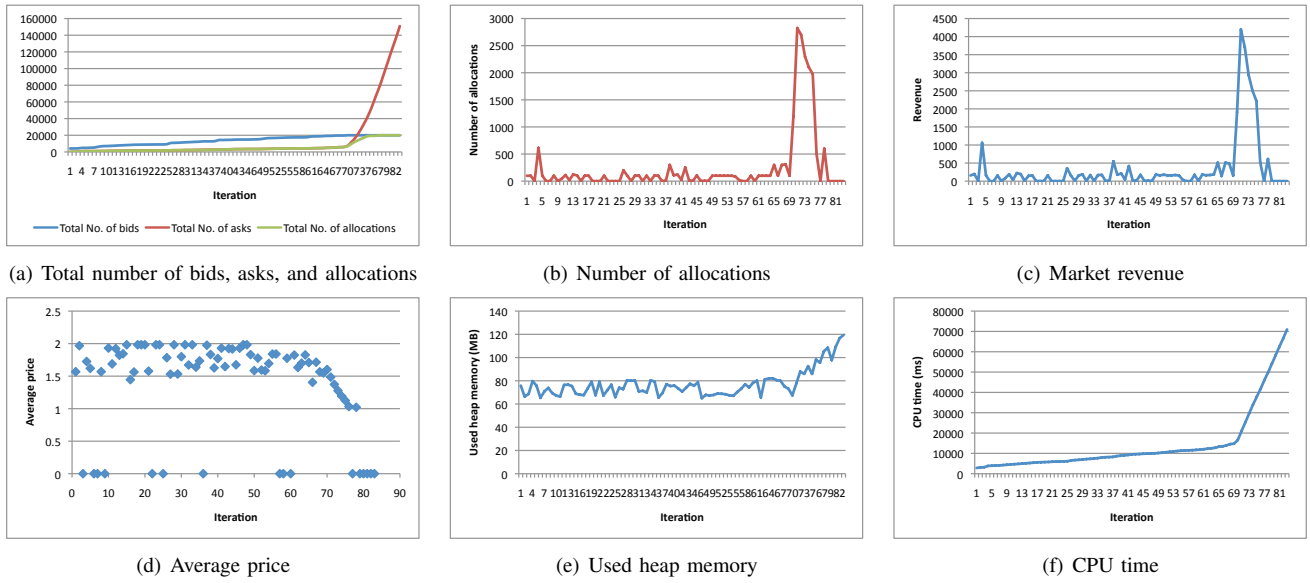 160000
140000
120000
100000
80000
60000
40000
20000
0
1 4 7 10131619222528313437404346495255586164677073767982
Iteration
Total No. of bids Total No. of asks Total No. of allocations
(a) Total number of bids, asks, and allocations
3000
2500
2000
1500
1000
500
0
Number of allocations
1 5 9 13 17 21 25 29 33 37 41 45 49 53 57 61 65 69 73 77 81
Iteration
(b) Number of allocations
4500
4000
3500
3000
2500
2000
1500
1000
500
0
Revenue
1 5 9 13 17 21 25 29 33 37 41 45 49 53 57 61 65 69 73 77 81
Iteration
(c) Market revenue
2.5
2
1.5
1
0.5
0
Average price
0 10 20 30 40 50 60 70 80 90
Iteration
(d) Average price
140
120
100
80
60
40
20
0
Used heap memory (MB)
1 4 7 10131619222528313437404346495255586164677073767982
Iteration
(e) Used heap memory
80000
70000
60000
50000
40000
30000
20000
10000
0
CPU time (ms)
1 5 9 13 17 21 25 29 33 37 41 45 49 53 57 61 65 69 73 77 81
Iteration
(f) CPU time